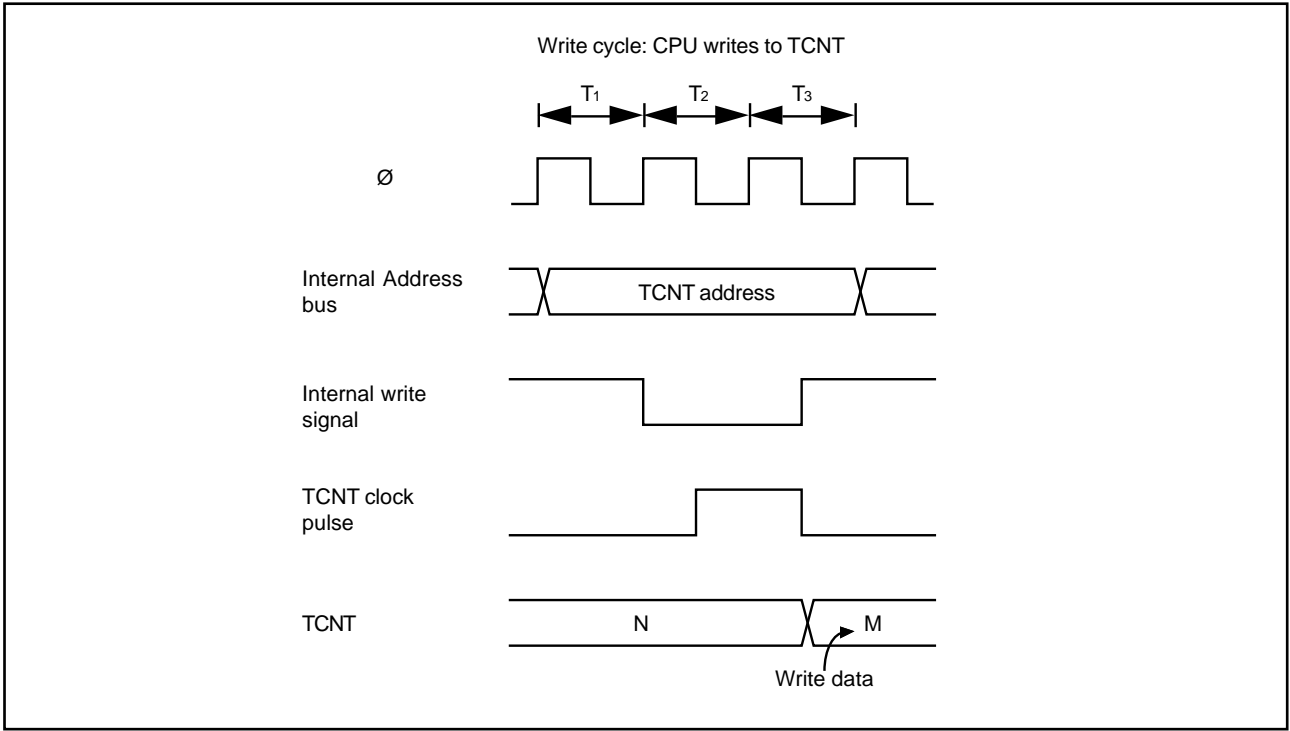 Write cycle: CPU writes to TCNT
T1 T2 T3
Ø
Internal Address
bus
TCNT address
Internal write
signal
TCNT clock
pulse
TCNT
N
M
Write data